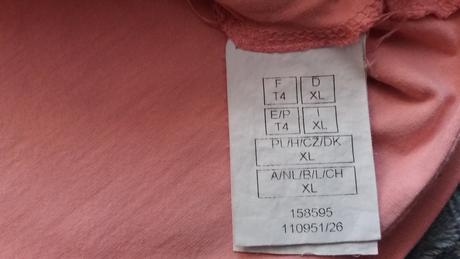 F D
T4 XL
E/P I
T4 XL
PL/H/CZ/DK
XL
A/NL/B/L/CH
XL
158595
110951/26